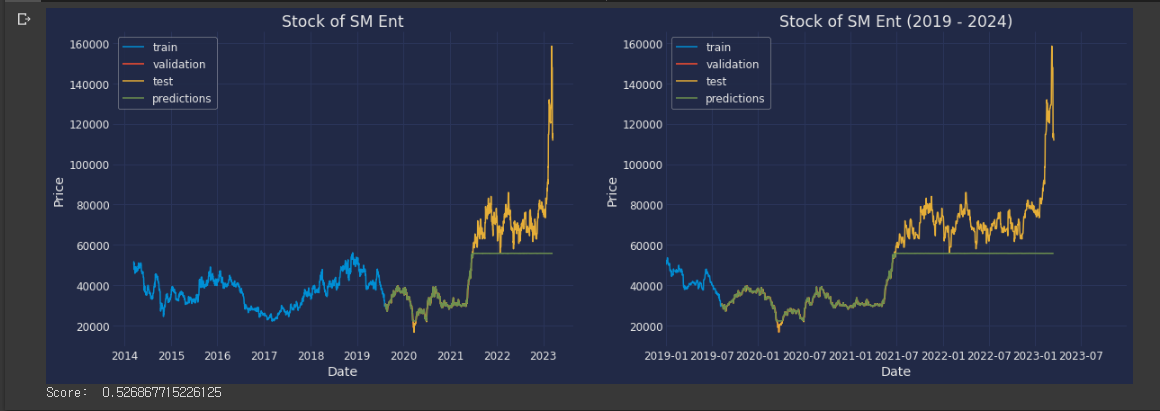 Stock of SM Ent
160000
140000
120000
100000
80000
60000
40000
20000
Price
train
validation
test
predictions
2014 2015 2016 2017 2018 2019 2020 2021 2022 2023
Date
Stock of SM Ent (2019 - 2024)
160000
140000
120000
100000
80000
60000
40000
20000
Price
train
validation
test
predictions
2019-01 2019-07 2020-01 2020-07 2021-01 2021-07 2022-01 2022-07 2023-01 2023-07
Date
Score: 0.526867715226125